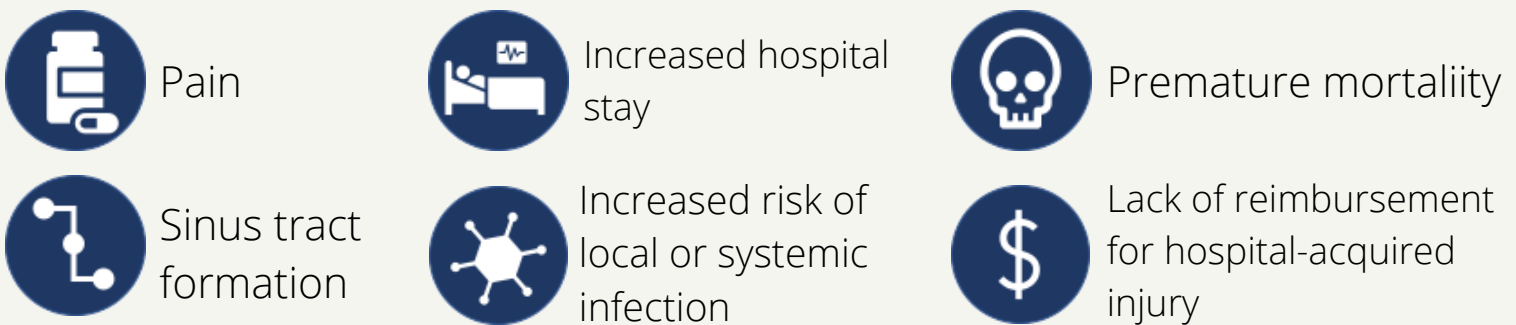 Pain
Increased hospital
stay
Premature mortaliity
Sinus tract
formation
Increased risk of
local or systemic
infection
Lack of reimbursement
for hospital-acquired
injury